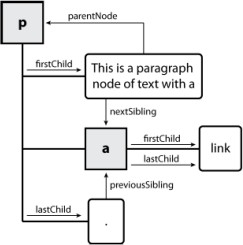 p
parentNode
firstChild
This is a paragraph
node of text with a
nextSibling
a
firstChild
lastChild
link
previousSibling
lastChild
.